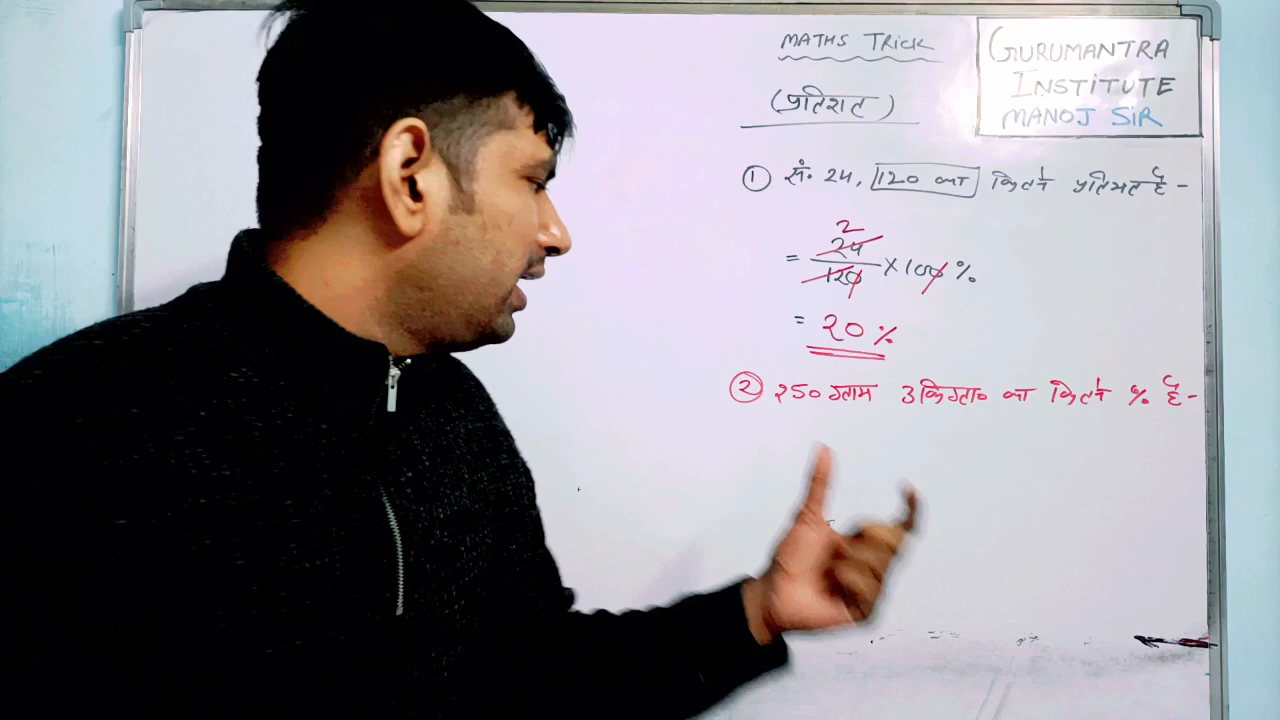 MATHS TRICK
(प्रतिशत)
GURUMANTRA
INSTITUTE
MANOJ SIR
① सं. 24, 120 का कितने प्रतिशत है -
2
= 24/120 × 100 %
= 20 %
② 250 ग्राम 3 किग्रा० का कितने % है -